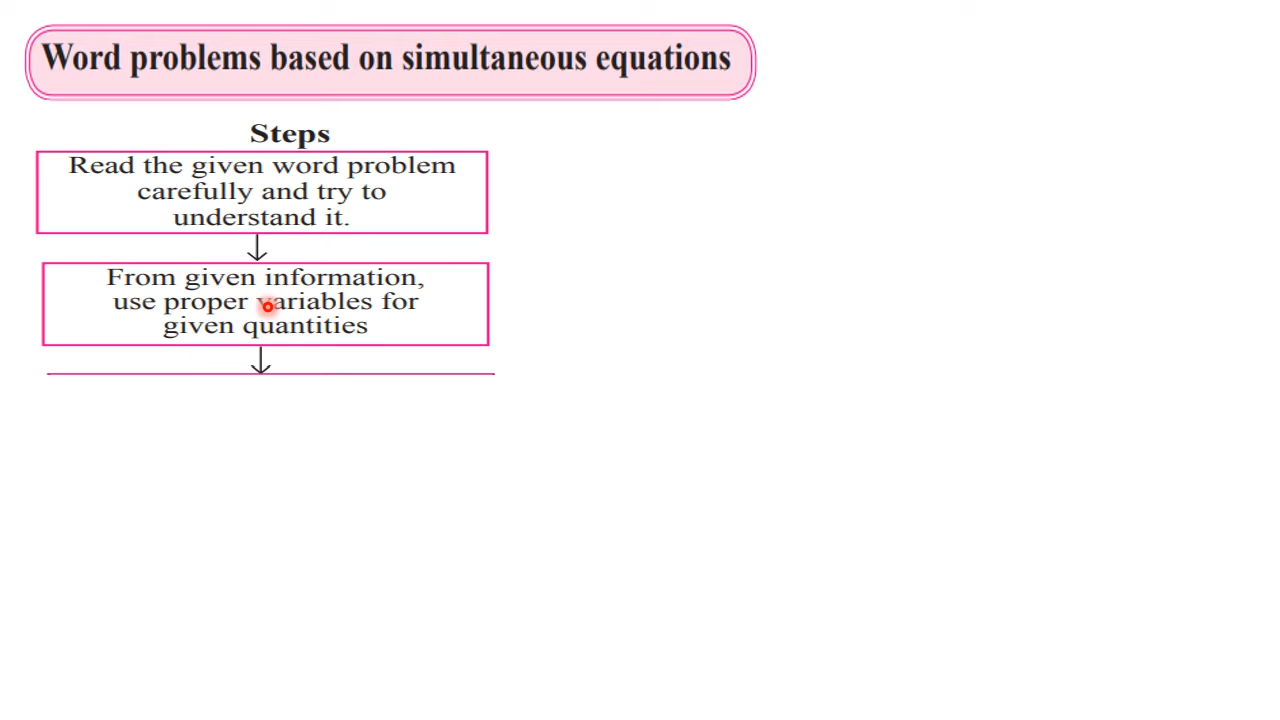 Word problems based on simultaneous equations
Steps
Read the given word problem
carefully and try to
understand it.
From given information,
use proper variables for
given quantities